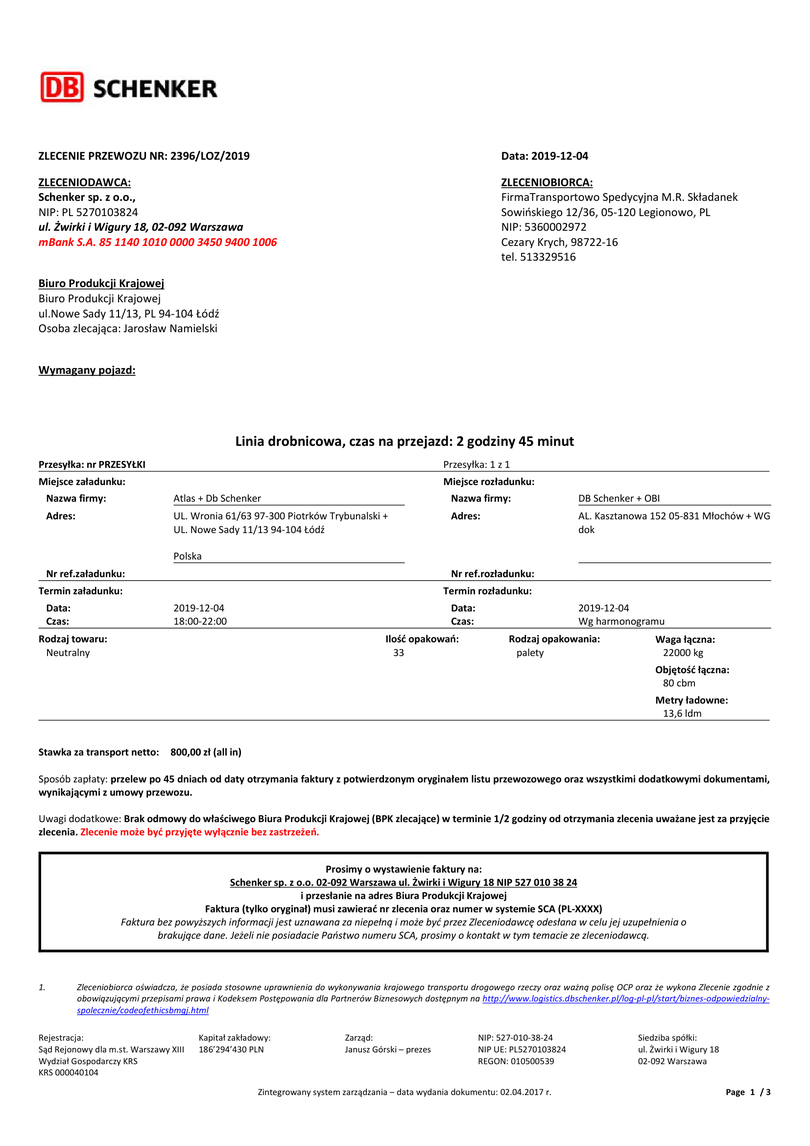 DB SCHENKER
ZLECENIE PRZEWOZU NR: 2396/LOZ/2019
Data: 2019-12-04
ZLECENIODAWCA:
Schenker sp. z o.o.,
NIP: PL 5270103824
ul. Żwirki i Wigury 18, 02-092 Warszawa
mBank S.A. 85 1140 1010 0000 3450 9400 1006
ZLECENIOBIORCA:
FirmaTransportowo Spedycyjna M.R. Składanek
Sowińskiego 12/36, 05-120 Legionowo, PL
NIP: 5360002972
Cezary Krych, 98722-16
tel. 513329516
Biuro Produkcji Krajowej
Biuro Produkcji Krajowej
ul.Nowe Sady 11/13, PL 94-104 Łódź
Osoba zlecająca: Jarosław Namielski
Wymagany pojazd:
Linia drobnicowa, czas na przejazd: 2 godziny 45 minut
Przesyłka: nr PRZESYŁKI
Przesyłka: 1 z 1
Miejsce załadunku:
Miejsce rozładunku:
Nazwa firmy: Atlas + Db Schenker
Nazwa firmy: DB Schenker + OBI
Adres: UL. Wronia 61/63 97-300 Piotrków Trybunalski +
UL. Nowe Sady 11/13 94-104 Łódź
Polska
Adres: AL. Kasztanowa 152 05-831 Młochów + WG
dok
Nr ref.załadunku:
Nr ref.rozładunku:
Termin załadunku:
Termin rozładunku:
Data: 2019-12-04
Data: 2019-12-04
Czas: 18:00-22:00
Czas: Wg harmonogramu
Rodzaj towaru: Ilość opakowań: Rodzaj opakowania: Waga łączna:
Neutralny 33 palety 22000 kg
Objętość łączna:
80 cbm
Metry ładowne:
13,6 ldm
Stawka za transport netto: 800,00 zł (all in)
Sposób zapłaty: przelew po 45 dniach od daty otrzymania faktury z potwierdzonym oryginałem listu przewozowego oraz wszystkimi dodatkowymi dokumentami,
wynikającymi z umowy przewozu.
Uwagi dodatkowe: Brak odmowy do właściwego Biura Produkcji Krajowej (BPK zlecające) w terminie 1/2 godziny od otrzymania zlecenia uważane jest za przyjęcie
zlecenia. Zlecenie może być przyjęte wyłącznie bez zastrzeżeń.
Prosimy o wystawienie faktury na:
Schenker sp. z o.o. 02-092 Warszawa ul. Żwirki i Wigury 18 NIP 527 010 38 24
i przesłanie na adres Biura Produkcji Krajowej
Faktura (tylko oryginał) musi zawierać nr zlecenia oraz numer w systemie SCA (PL-XXXX)
Faktura bez powyższych informacji jest uznawana za niepełną i może być przez Zleceniodawcę odesłana w celu jej uzupełnienia o
brakujące dane. Jeżeli nie posiadacie Państwo numeru SCA, prosimy o kontakt w tym temacie ze zleceniodawcą.
1. Zleceniobiorca oświadcza, że posiada stosowne uprawnienia do wykonywania krajowego transportu drogowego rzeczy oraz ważną polisę OCP oraz że wykona Zlecenie zgodnie z
obowiązującymi przepisami prawa i Kodeksem Postępowania dla Partnerów Biznesowych dostępnym na http://www.logistics.dbschenker.pl/log-pl-pl/start/biznes-odpowiedzialny-
spolecznie/codeofethicsbmgj.html
Rejestracja: Kapitał zakładowy: Zarząd: NIP: 527-010-38-24 Siedziba spółki:
Sąd Rejonowy dla m.st. Warszawy XIII 186’294’430 PLN Janusz Górski – prezes NIP UE: PL5270103824 ul. Żwirki i Wigury 18
Wydział Gospodarczy KRS REGON: 010500539 02-092 Warszawa
KRS 000040104
Zintegrowany system zarządzania – data wydania dokumentu: 02.04.2017 r.
Page 1 / 3